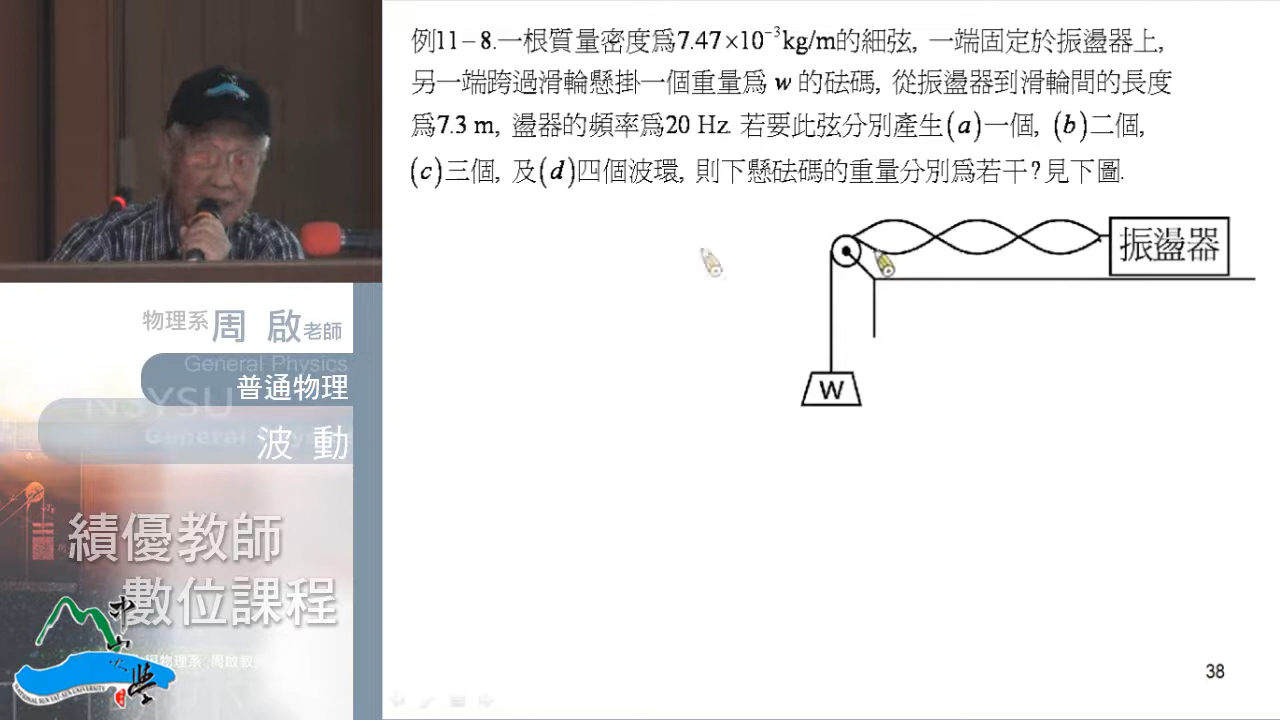 例11－8.一根質量密度爲7.47×10⁻³kg/m的細弦, 一端固定於振盪器上,
另一端跨過滑輪懸掛一個重量爲 w 的砝碼, 從振盪器到滑輪間的長度
爲7.3 m, 盪器的頻率爲20 Hz. 若要此弦分別產生(a)一個, (b)二個,
(c)三個, 及(d)四個波環, 則下懸砝碼的重量分別爲若干?見下圖.
振盪器
W
物理系周 啟老師
General Physics
普通物理
NSYSU
波 動
績優教師
數位課程
NATIONAL SUN YAT-SEN UNIVERSITY
38